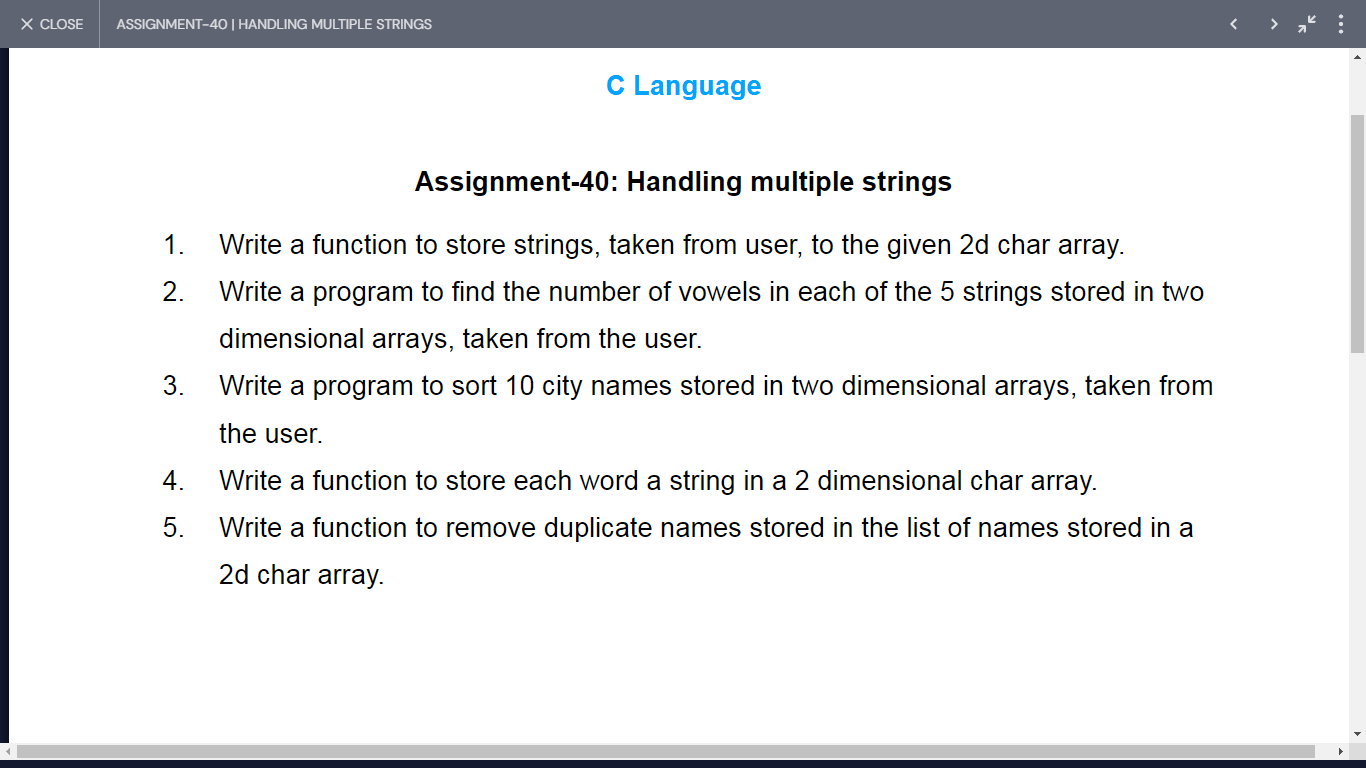 CLOSE
ASSIGNMENT-40 | HANDLING MULTIPLE STRINGS
C Language
Assignment-40: Handling multiple strings
1. Write a function to store strings, taken from user, to the given 2d char array.
2. Write a program to find the number of vowels in each of the 5 strings stored in two
dimensional arrays, taken from the user.
3. Write a program to sort 10 city names stored in two dimensional arrays, taken from
the user.
4. Write a function to store each word a string in a 2 dimensional char array.
5. Write a function to remove duplicate names stored in the list of names stored in a
2d char array.